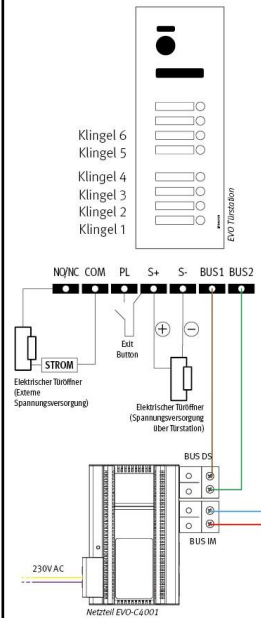 Klingel 6
Klingel 5
Klingel 4
Klingel 3
Klingel 2
Klingel 1
EVO Türstation
NO/NC COM PL S+ S- BUS1 BUS2
STROM
Exit
Button
+ −
Elektrischer Türöffner
(Externe
Spannungsversorgung)
Elektrischer Türöffner
(Spannungsversorgung
über Türstation)
BUS DS
BUS IM
230V AC
Netzteil EVO-C4001